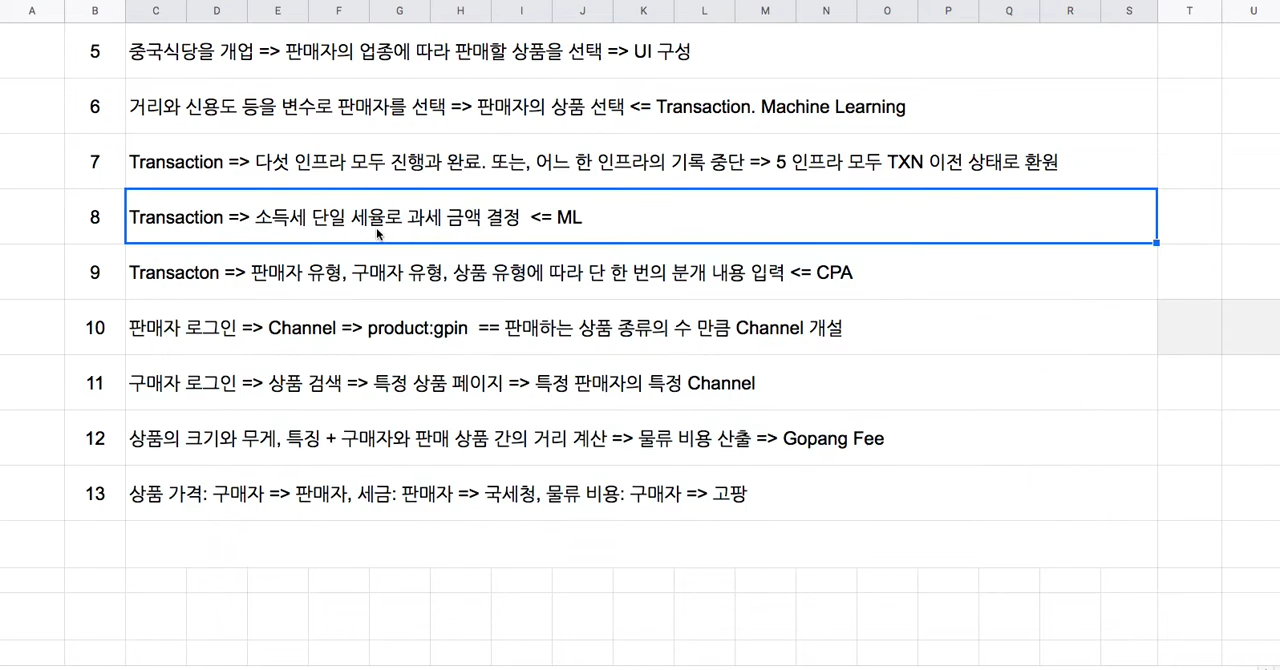 A B C D E F G H I J K L M N O P Q R S T U
5 중국식당을 개업 => 판매자의 업종에 따라 판매할 상품을 선택 => UI 구성
6 거리와 신용도 등을 변수로 판매자를 선택 => 판매자의 상품 선택 <= Transaction. Machine Learning
7 Transaction => 다섯 인프라 모두 진행과 완료. 또는, 어느 한 인프라의 기록 중단 => 5 인프라 모두 TXN 이전 상태로 환원
8 Transaction => 소득세 단일 세율로 과세 금액 결정 <= ML
9 Transacton => 판매자 유형, 구매자 유형, 상품 유형에 따라 단 한 번의 분개 내용 입력 <= CPA
10 판매자 로그인 => Channel => product:gpin == 판매하는 상품 종류의 수 만큼 Channel 개설
11 구매자 로그인 => 상품 검색 => 특정 상품 페이지 => 특정 판매자의 특정 Channel
12 상품의 크기와 무게, 특징 + 구매자와 판매 상품 간의 거리 계산 => 물류 비용 산출 => Gopang Fee
13 상품 가격: 구매자 => 판매자, 세금: 판매자 => 국세청, 물류 비용: 구매자 => 고팡